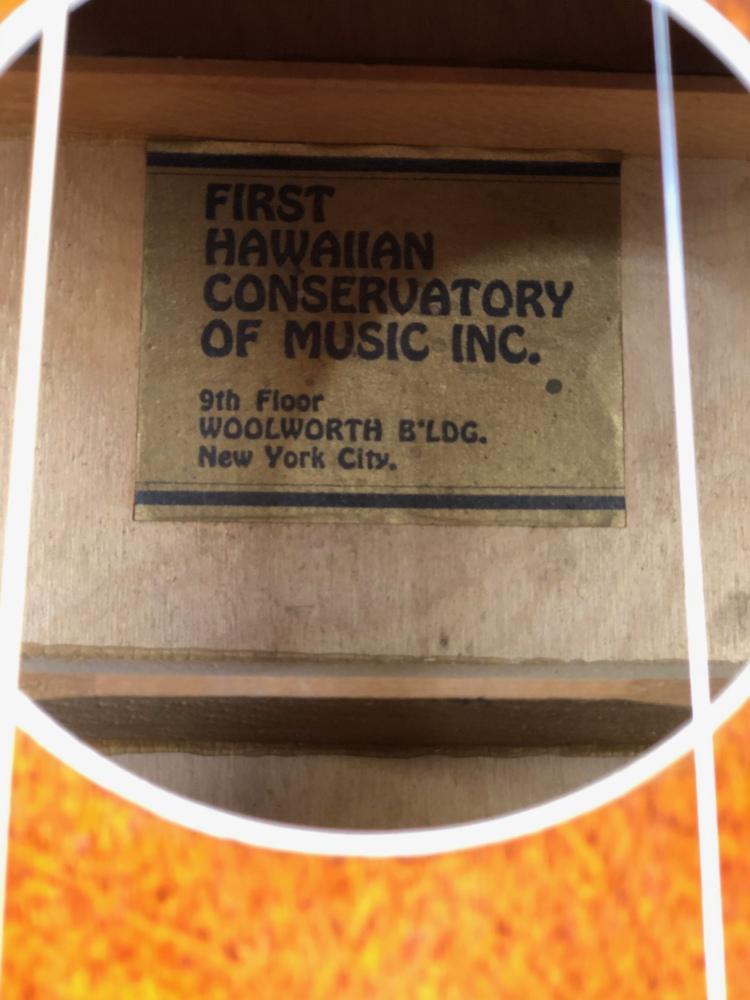 FIRST
HAWAIIAN
CONSERVATORY
OF MUSIC INC.
9th Floor
WOOLWORTH B'LDG.
New York City.